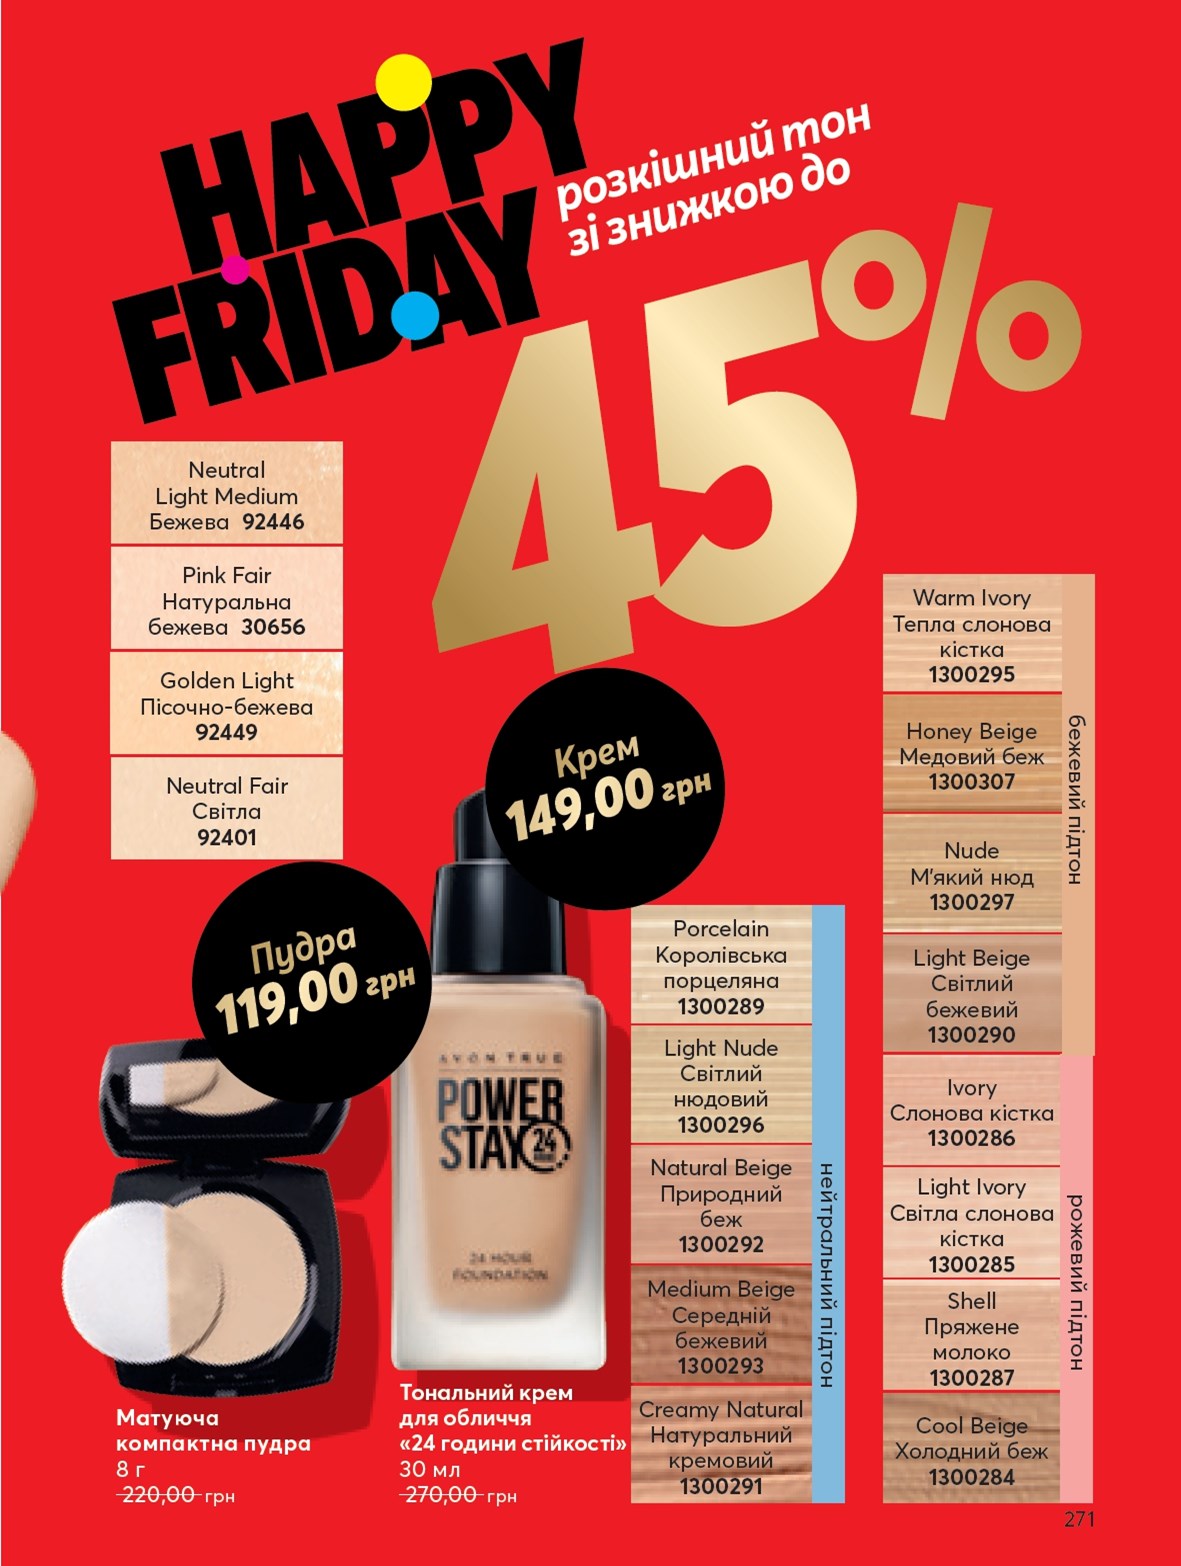 HAPPY
FRIDAY
розкішний тон
зі знижкою до
45%
Neutral
Light Medium
Бежева 92446
Pink Fair
Натуральна
бежева 30656
Golden Light
Пісочно-бежева
92449
Neutral Fair
Світла
92401
Крем
149,00 грн
Пудра
119,00 грн
AVON TRUE
POWER
STAY 24
24 HOUR
FOUNDATION
Матуюча
компактна пудра
8 г
220,00 грн
Тональний крем
для обличчя
«24 години стійкості»
30 мл
270,00 грн
Porcelain
Королівська
порцеляна
1300289
Light Nude
Світлий
нюдовий
1300296
Natural Beige
Природний
беж
1300292
Medium Beige
Середній
бежевий
1300293
Creamy Natural
Натуральний
кремовий
1300291
нейтральний підтон
Warm Ivory
Тепла слонова
кістка
1300295
Honey Beige
Медовий беж
1300307
Nude
М’який нюд
1300297
Light Beige
Світлий
бежевий
1300290
бежевий підтон
Ivory
Слонова кістка
1300286
Light Ivory
Світла слонова
кістка
1300285
Shell
Пряжене
молоко
1300287
Cool Beige
Холодний беж
1300284
рожевий підтон
271